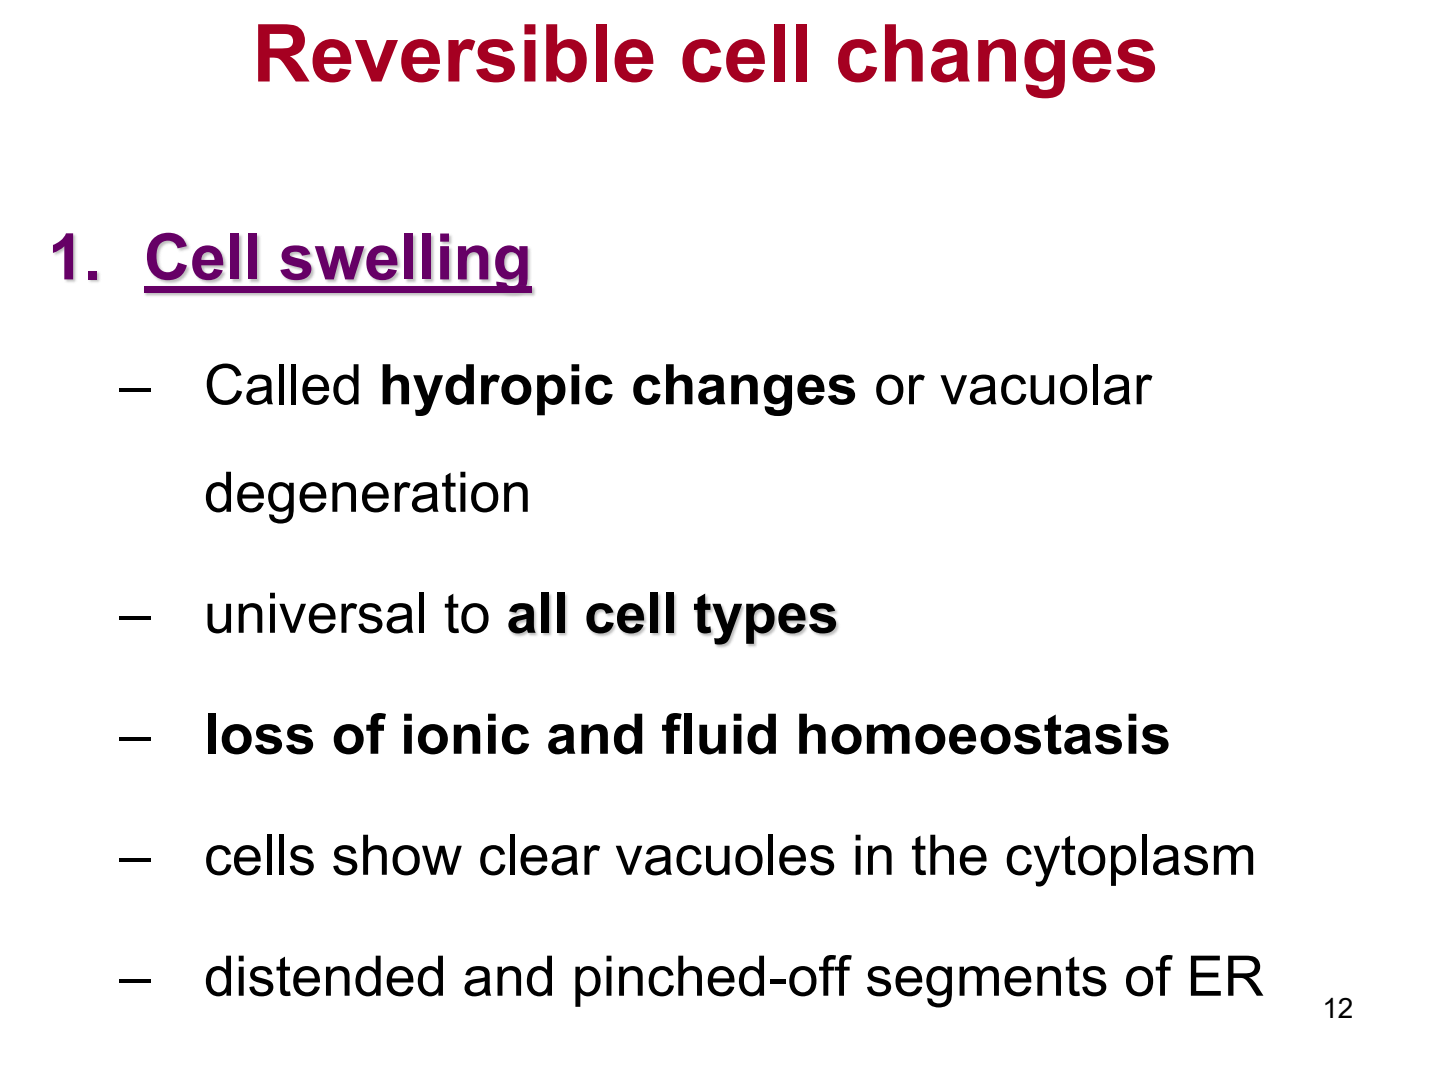 Reversible cell changes
1. Cell swelling
– Called hydropic changes or vacuolar
degeneration
– universal to all cell types
– loss of ionic and fluid homoeostasis
– cells show clear vacuoles in the cytoplasm
– distended and pinched-off segments of ER
12